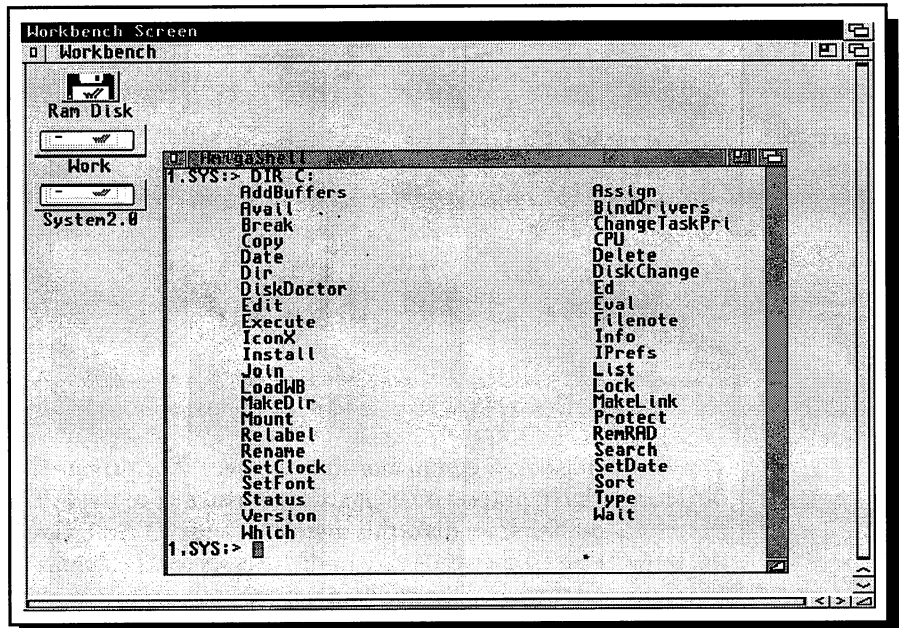 Workbench Screen
Workbench
Ram Disk
Work
System2.0
AmigaShell
1.SYS:> DIR C:
AddBuffers Assign
Avail BindDrivers
Break ChangeTaskPri
Copy CPU
Date Delete
Dir DiskChange
DiskDoctor Ed
Edit Eval
Execute Filenote
IconX Info
Install IPrefs
Join List
LoadWB Lock
MakeDir MakeLink
Mount Protect
Relabel RemRAD
Rename Search
SetClock SetDate
SetFont Sort
Status Type
Version Wait
Which
1.SYS:>